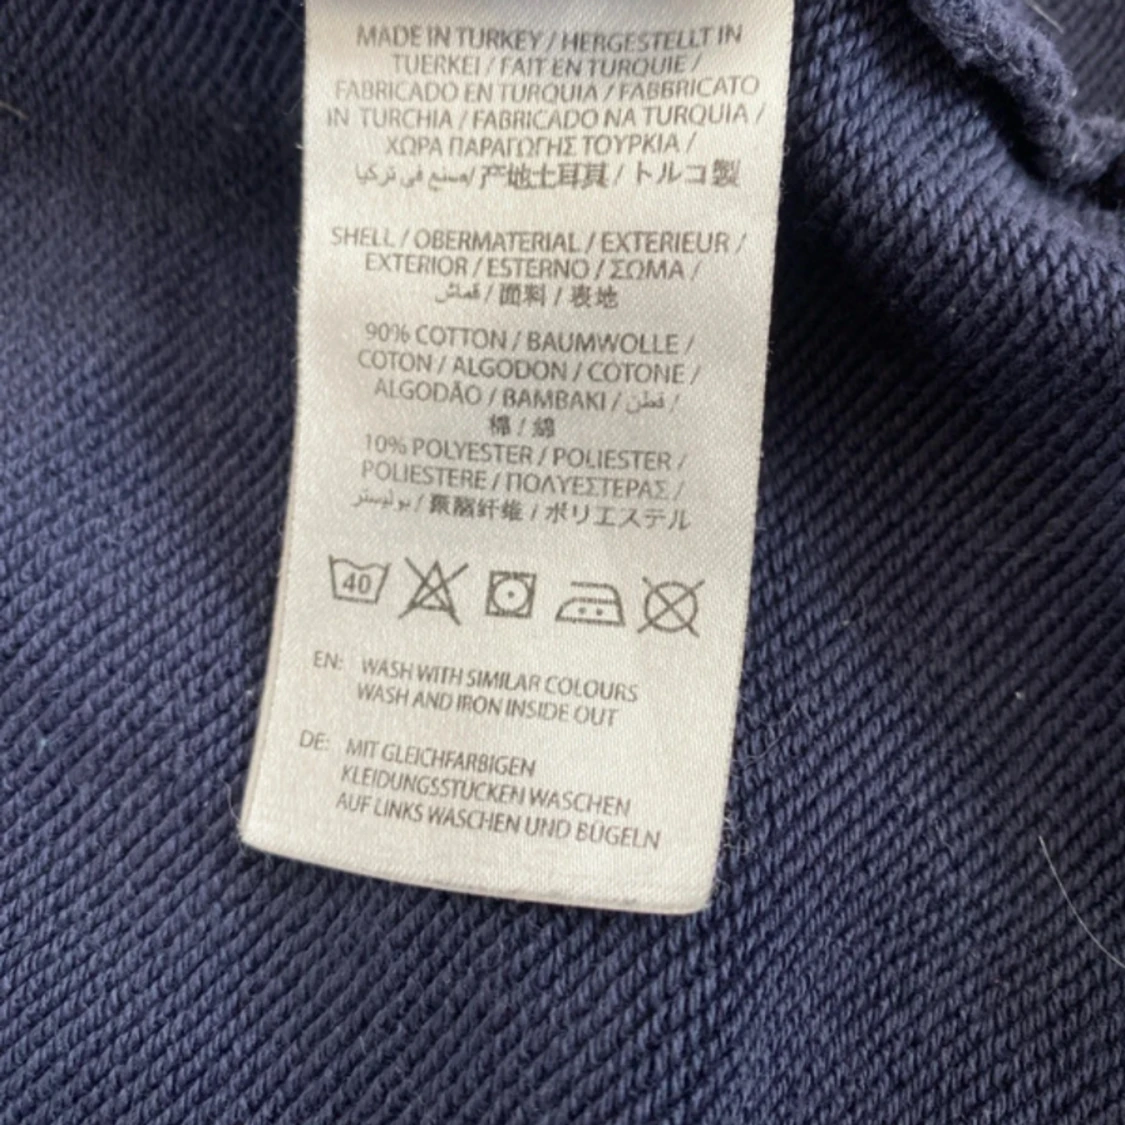 MADE IN TURKEY / HERGESTELLT IN
TUERKEI / FAIT EN TURQUIE /
FABRICADO EN TURQUIA / FABBRICATO
IN TURCHIA / FABRICADO NA TURQUIA /
ΧΩΡΑ ΠΑΡΑΓΩΓΗΣ ΤΟΥΡΚΙΑ /
صنع في تركيا / 产地土耳其 / トルコ製
SHELL / OBERMATERIAL / EXTERIEUR /
EXTERIOR / ESTERNO / ΣΩΜΑ /
قماش / 面料 / 表地
90% COTTON / BAUMWOLLE /
COTON / ALGODON / COTONE /
ALGODÃO / BAMBAKI / قطن /
棉 / 綿
10% POLYESTER / POLIESTER /
POLIESTERE / ΠΟΛΥΕΣΤΕΡΑΣ /
بوليستر / 聚酯纤维 / ポリエステル
40
EN: WASH WITH SIMILAR COLOURS
WASH AND IRON INSIDE OUT
DE: MIT GLEICHFARBIGEN
KLEIDUNGSSTUCKEN WASCHEN
AUF LINKS WASCHEN UND BÜGELN